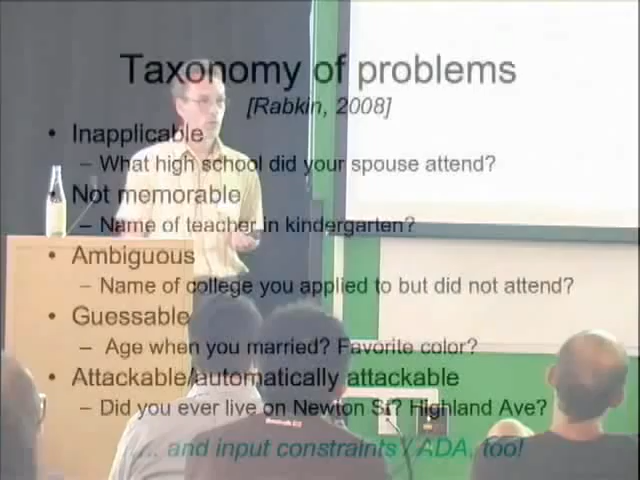 Taxonomy of problems
[Rabkin, 2008]
• Inapplicable
– What high school did your spouse attend?
• Not memorable
– Name of teacher in kindergarten?
• Ambiguous
– Name of college you applied to but did not attend?
• Guessable
– Age when you married? Favorite color?
• Attackable/automatically attackable
– Did you ever live on Newton St? Highland Ave?
... and input constraints / ADA, too!